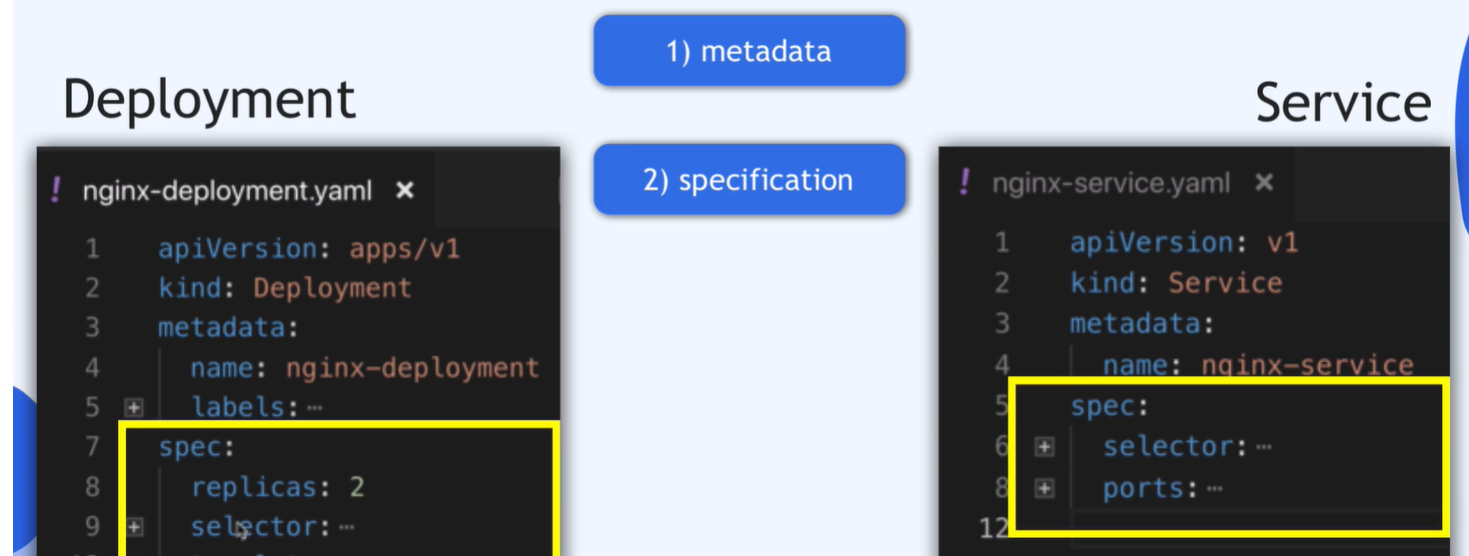 1) metadata
Deployment
Service
2) specification
! nginx-deployment.yaml ×
1 apiVersion: apps/v1
2 kind: Deployment
3 metadata:
4 name: nginx-deployment
5 labels: ⋯
7 spec:
8 replicas: 2
9 selector: ⋯
! nginx-service.yaml ×
1 apiVersion: v1
2 kind: Service
3 metadata:
4 name: nginx-service
5 spec:
6 selector: ⋯
8 ports: ⋯
12